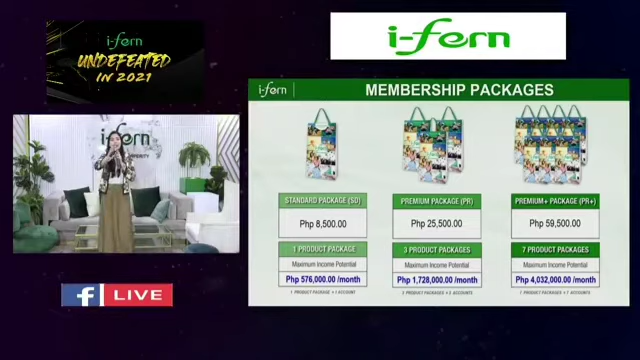 i-fern
UNDEFEATED
IN 2021
i-fern
i-fern
MEMBERSHIP PACKAGES
i-fern
STANDARD PACKAGE (SD)
Php 8,500.00
1 PRODUCT PACKAGE
Maximum Income Potential
Php 576,000.00 /month
1 PRODUCT PACKAGE = 1 ACCOUNT
PREMIUM PACKAGE (PR)
Php 25,500.00
3 PRODUCT PACKAGES
Maximum Income Potential
Php 1,728,000.00 /month
3 PRODUCT PACKAGES = 3 ACCOUNTS
PREMIUM+ PACKAGE (PR+)
Php 59,500.00
7 PRODUCT PACKAGES
Maximum Income Potential
Php 4,032,000.00 /month
7 PRODUCT PACKAGES = 7 ACCOUNTS
f LIVE